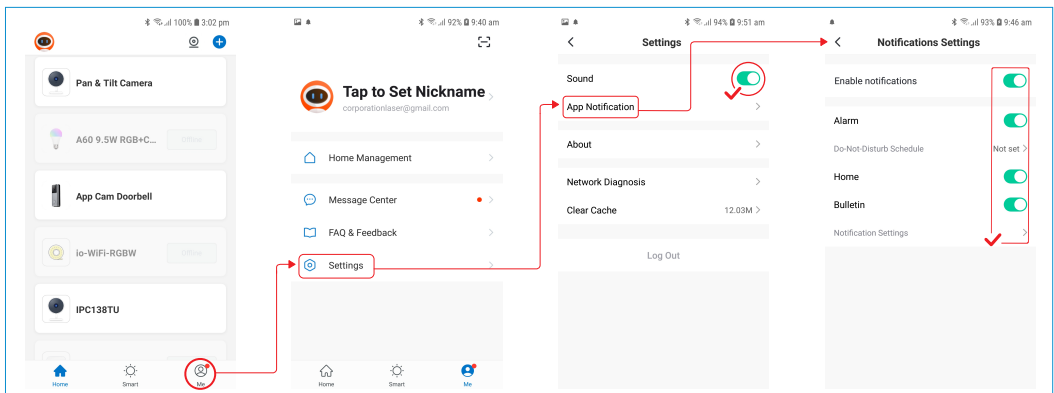 100% 3:02 pm
Pan & Tilt Camera
A60 9.5W RGB+C... offline
App Cam Doorbell
io-WiFi-RGBW offline
IPC138TU
Home Smart Me
92% 9:40 am
Tap to Set Nickname
corporationlaser@gmail.com
Home Management
Message Center
FAQ & Feedback
Settings
Home Smart Me
94% 9:51 am
Settings
Sound
App Notification
About
Network Diagnosis
Clear Cache 12.03M
Log Out
93% 9:46 am
Notifications Settings
Enable notifications
Alarm
Do-Not-Disturb Schedule Not set
Home
Bulletin
Notification Settings